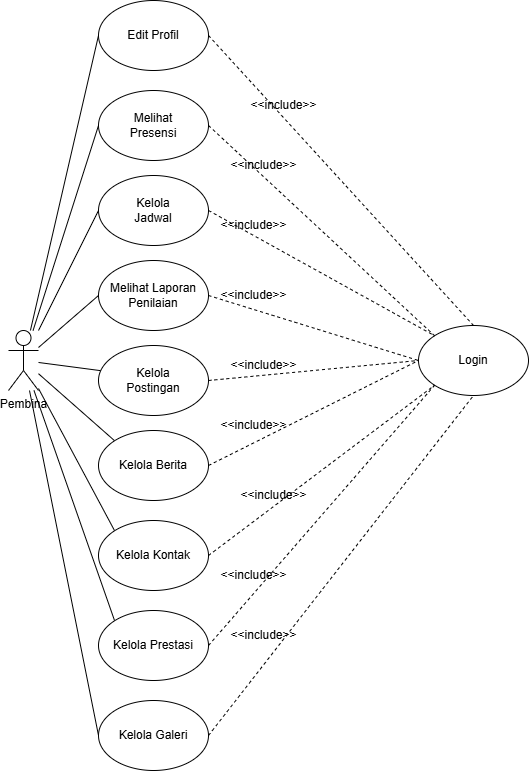 Edit Profil
<<include>>
Melihat
Presensi
<<include>>
Kelola
Jadwal
<<include>>
Melihat Laporan
Penilaian
<<include>>
Login
Kelola
Postingan
<<include>>
Pembina
Kelola Berita
<<include>>
Kelola Kontak
<<include>>
Kelola Prestasi
<<include>>
Kelola Galeri
<<include>>